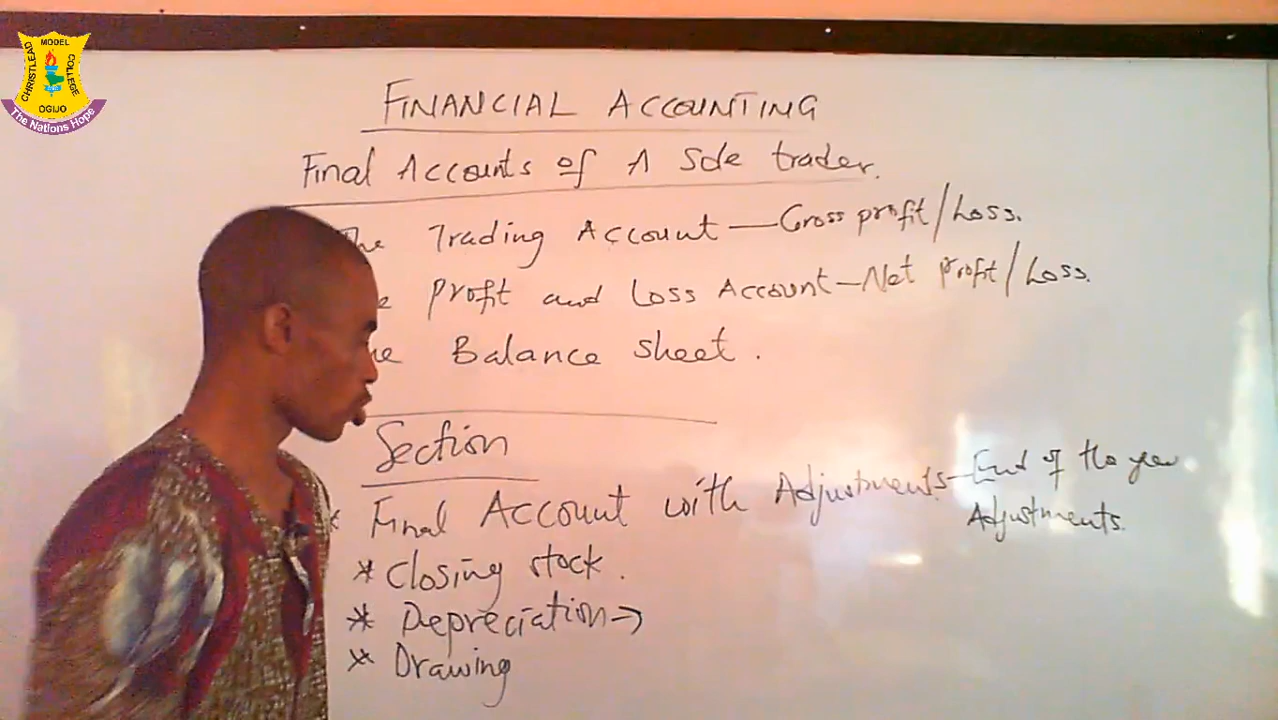 MODEL
CHRISTLEAD
COLLEGE
OGIJO
The Nations Hope
FINANCIAL ACCOUNTING
Final Accounts of A Sole trader.
The Trading Account — Gross profit/Loss.
Profit and Loss Account - Net profit/Loss.
Balance sheet.
Section
* Final Account with Adjustments - End of the year
Adjustments.
* Closing stock.
* Depreciation →
* Drawing